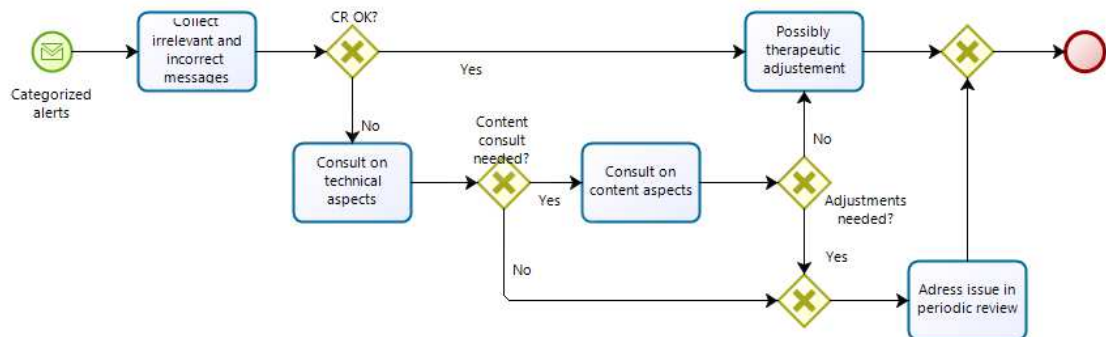 Categorized
alerts
Collect
irrelevant and
incorrect
messages
CR OK?
Yes
No
Possibly
therapeutic
adjustement
Consult on
technical
aspects
Content
consult
needed?
Yes
No
Consult on
content aspects
No
Adjustments
needed?
Yes
Adress issue in
periodic review